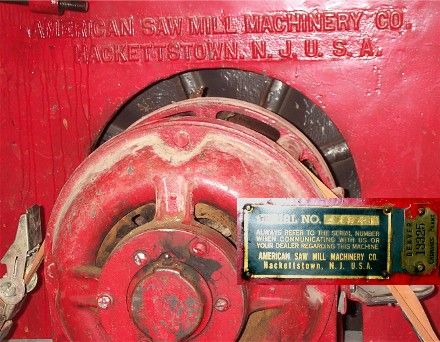 AMERICAN SAW MILL MACHINERY CO.
HACKETTSTOWN. N. J. U. S. A.
SERIAL NO.
ALWAYS REFER TO THE SERIAL NUMBER
WHEN COMMUNICATING WITH US OR
YOUR DEALER REGARDING THIS MACHINE
AMERICAN SAW MILL MACHINERY CO.
Hackettstown, N. J. U. S. A.
DENVER